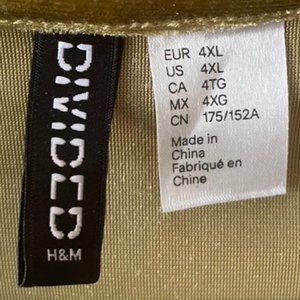 DIVIDED
H&M
EUR 4XL
US 4XL
CA 4TG
MX 4XG
CN 175/152A
Made in
China
Fabriqué en
Chine